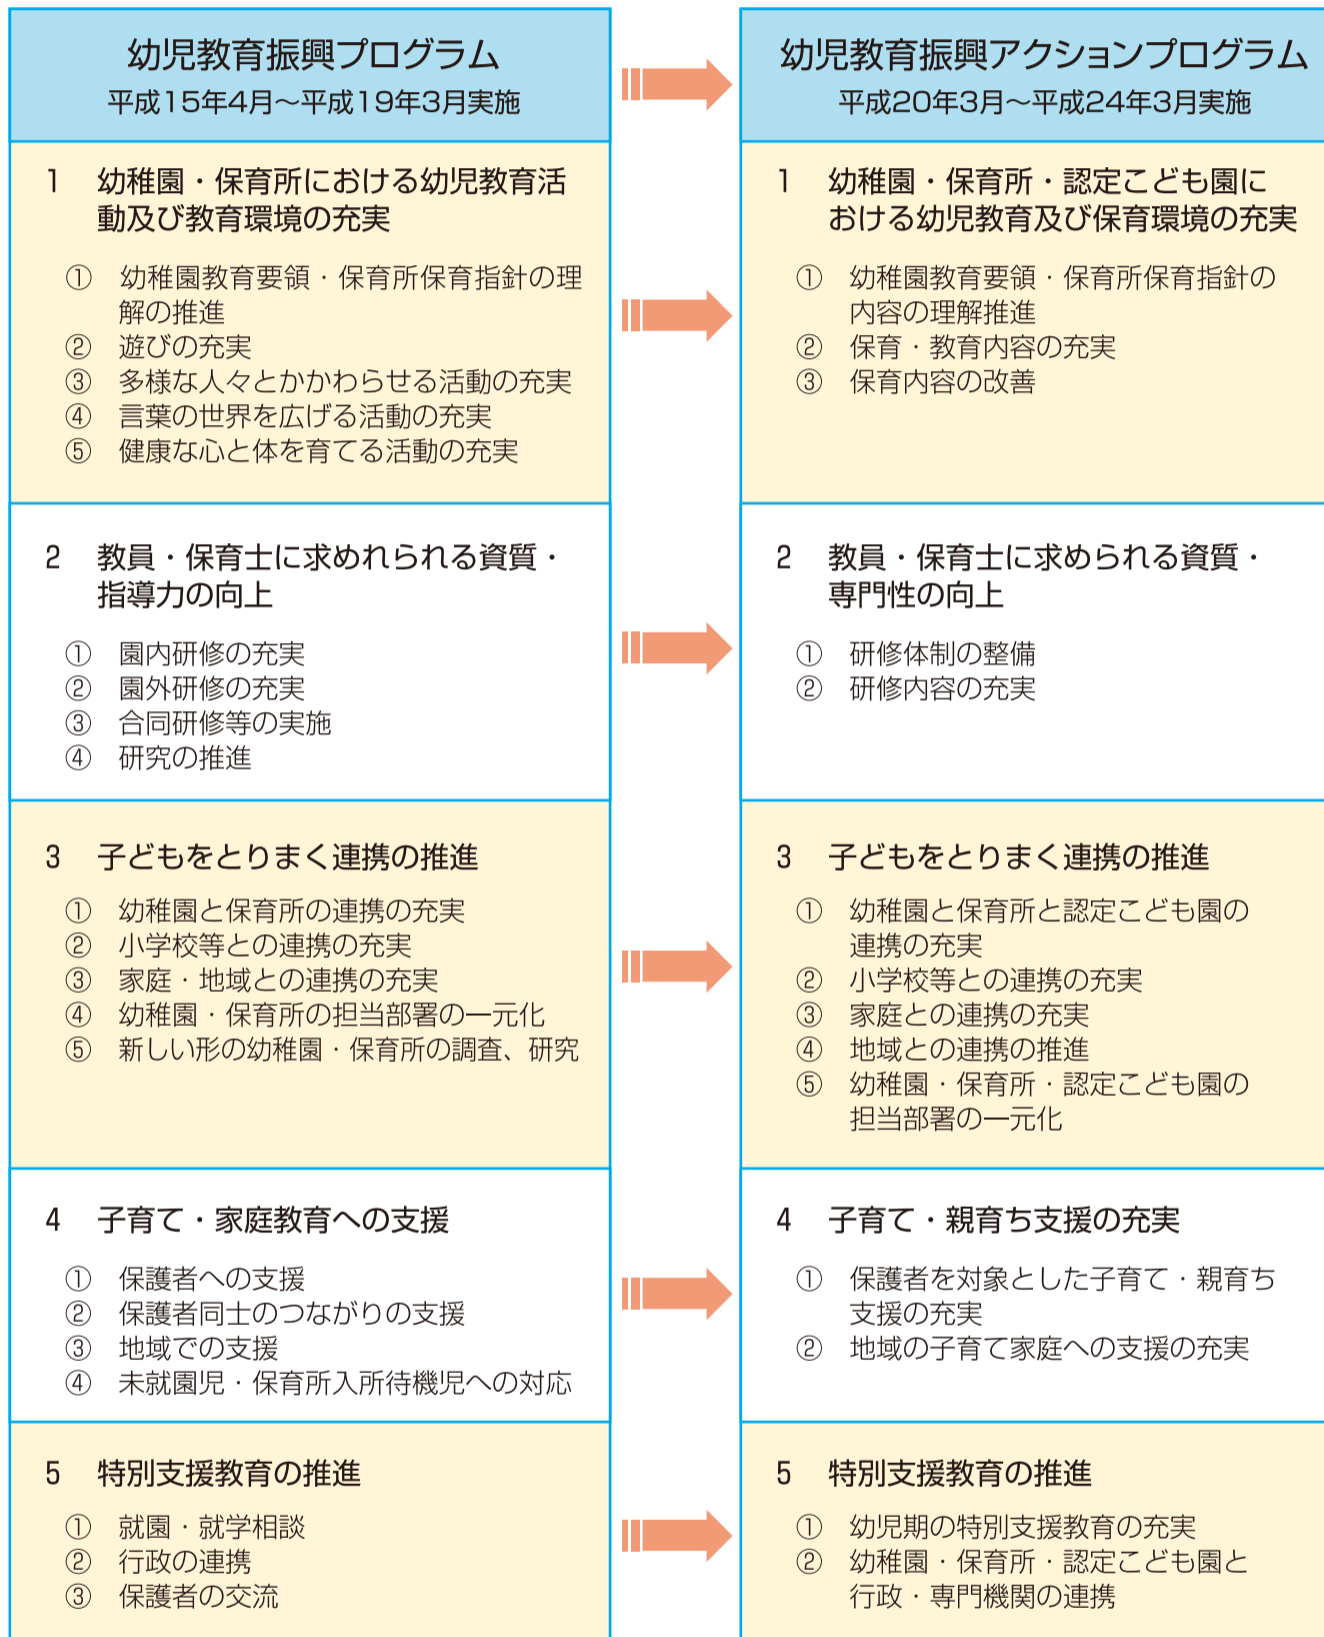 幼児教育振興プログラム
平成15年4月～平成19年3月実施
1 幼稚園・保育所における幼児教育活
動及び教育環境の充実
① 幼稚園教育要領・保育所保育指針の理
解の推進
② 遊びの充実
③ 多様な人々とかかわらせる活動の充実
④ 言葉の世界を広げる活動の充実
⑤ 健康な心と体を育てる活動の充実
2 教員・保育士に求めれられる資質・
指導力の向上
① 園内研修の充実
② 園外研修の充実
③ 合同研修等の実施
④ 研究の推進
3 子どもをとりまく連携の推進
① 幼稚園と保育所の連携の充実
② 小学校等との連携の充実
③ 家庭・地域との連携の充実
④ 幼稚園・保育所の担当部署の一元化
⑤ 新しい形の幼稚園・保育所の調査、研究
4 子育て・家庭教育への支援
① 保護者への支援
② 保護者同士のつながりの支援
③ 地域での支援
④ 未就園児・保育所入所待機児への対応
5 特別支援教育の推進
① 就園・就学相談
② 行政の連携
③ 保護者の交流
幼児教育振興アクションプログラム
平成20年3月～平成24年3月実施
1 幼稚園・保育所・認定こども園に
おける幼児教育及び保育環境の充実
① 幼稚園教育要領・保育所保育指針の
内容の理解推進
② 保育・教育内容の充実
③ 保育内容の改善
2 教員・保育士に求められる資質・
専門性の向上
① 研修体制の整備
② 研修内容の充実
3 子どもをとりまく連携の推進
① 幼稚園と保育所と認定こども園の
連携の充実
② 小学校等との連携の充実
③ 家庭との連携の充実
④ 地域との連携の推進
⑤ 幼稚園・保育所・認定こども園の
担当部署の一元化
4 子育て・親育ち支援の充実
① 保護者を対象とした子育て・親育ち
支援の充実
② 地域の子育て家庭への支援の充実
5 特別支援教育の推進
① 幼児期の特別支援教育の充実
② 幼稚園・保育所・認定こども園と
行政・専門機関の連携